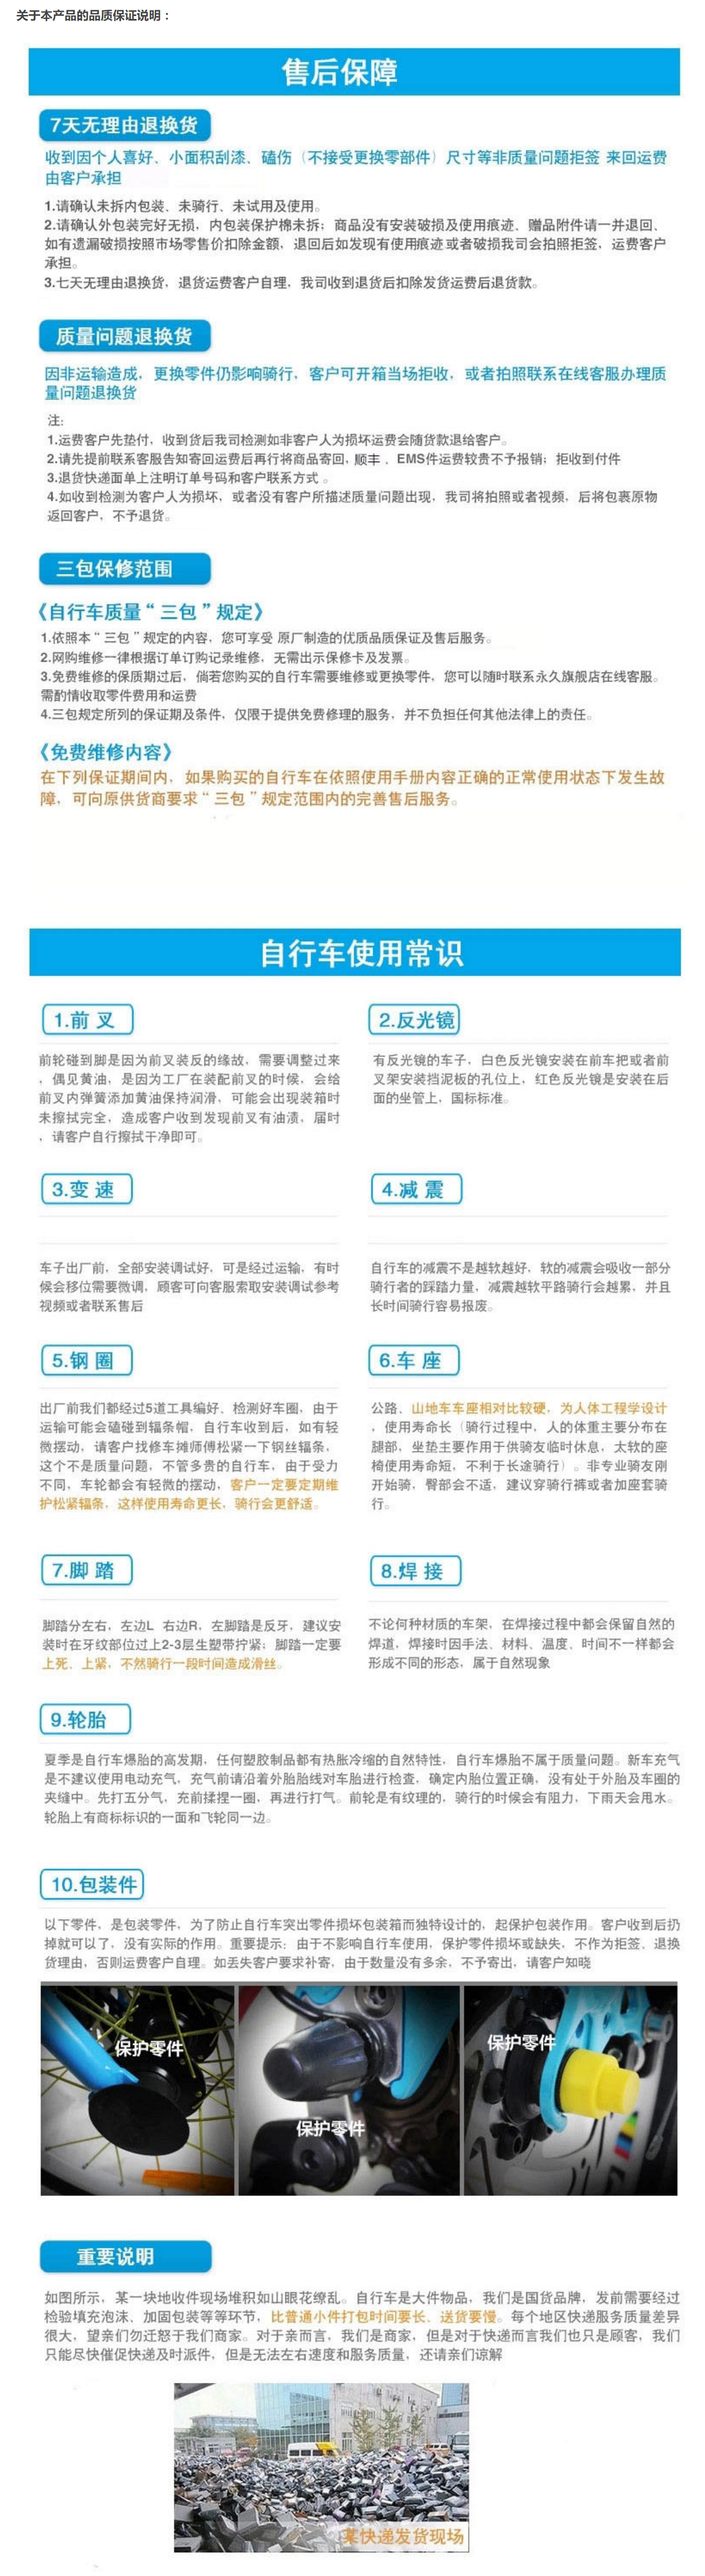 关于本产品的品质保证说明：
售后保障
7天无理由退换货
收到因个人喜好、小面积刮漆、磕伤（不接受更换零部件）尺寸等非质量问题拒签 来回运费
由客户承担
1.请确认未拆内包装、未骑行、未试用及使用。
2.请确认外包装完好无损，内包装保护棉未拆；商品没有安装破损及使用痕迹、赠品附件请一并退回、
如有遗漏破损按照市场零售价扣除金额，退回后如发现有使用痕迹或者破损我司会拍照拒签，运费客户
承担。
3.七天无理由退换货，退货运费客户自理，我司收到退货后扣除发货运费后退货款。
质量问题退换货
因非运输造成，更换零件仍影响骑行，客户可开箱当场拒收，或者拍照联系在线客服办理质
量问题退换货
注：
1.运费客户先垫付，收到货后我司检测如非客户人为损坏运费会随货款退给客户。
2.请先提前联系客服告知寄回运费后再行将商品寄回，顺丰、EMS件运费较贵不予报销；拒收到付件
3.退货快递面单上注明订单号码和客户联系方式 。
4.如收到检测为客户人为损坏，或者没有客户所描述质量问题出现，我司将拍照或者视频，后将包裹原物
返回客户，不予退货。
三包保修范围
《自行车质量“三包”规定》
1.依照本“三包”规定的内容，您可享受 原厂制造的优质品质保证及售后服务。
2.网购维修一律根据订单订购记录维修，无需出示保修卡及发票。
3.免费维修的保质期过后，倘若您购买的自行车需要维修或更换零件，您可以随时联系永久旗舰店在线客服。
需酌情收取零件费用和运费
4.三包规定所列的保证期及条件，仅限于提供免费修理的服务，并不负担任何其他法律上的责任。
《免费维修内容》
在下列保证期间内，如果购买的自行车在依照使用手册内容正确的正常使用状态下发生故
障，可向原供货商要求“三包”规定范围内的完善售后服务。
自行车使用常识
1.前 叉
前轮碰到脚是因为前叉装反的缘故，需要调整过来
，偶见黄油，是因为工厂在装配前叉的时候，会给
前叉内弹簧添加黄油保持润滑，可能会出现装箱时
未擦拭完全，造成客户收到发现前叉有油渍，届时
，请客户自行擦拭干净即可。
2.反光镜
有反光镜的车子，白色反光镜安装在前车把或者前
叉架安装挡泥板的孔位上，红色反光镜是安装在后
面的坐管上，国标标准。
3.变 速
车子出厂前，全部安装调试好，可是经过运输，有时
候会移位需要微调，顾客可向客服索取安装调试参考
视频或者联系售后
4.减 震
自行车的减震不是越软越好，软的减震会吸收一部分
骑行者的踩踏力量，减震越软平路骑行会越累，并且
长时间骑行容易报废。
5.钢 圈
出厂前我们都经过5道工具编好、检测好车圈，由于
运输可能会磕碰到辐条帽，自行车收到后，如有轻
微摆动，请客户找修车摊师傅松紧一下钢丝辐条，
这个不是质量问题，不管多贵的自行车，由于受力
不同，车轮都会有轻微的摆动，客户一定要定期维
护松紧辐条，这样使用寿命更长，骑行会更舒适。
6.车 座
公路、山地车车座相对比较硬，为人体工程学设计
，使用寿命长（骑行过程中，人的体重主要分布在
腿部，坐垫主要作用于供骑友临时休息，太软的座
椅使用寿命短，不利于长途骑行）。非专业骑友刚
开始骑，臀部会不适，建议穿骑行裤或者加座套骑
行。
7.脚 踏
脚踏分左右，左边L 右边R，左脚踏是反牙，建议安
装时在牙纹部位过上2-3层生塑带拧紧；脚踏一定要
上死、上紧，不然骑行一段时间造成滑丝。
8.焊 接
不论何种材质的车架，在焊接过程中都会保留自然的
焊道，焊接时因手法、材料、温度、时间不一样都会
形成不同的形态，属于自然现象
9.轮胎
夏季是自行车爆胎的高发期，任何塑胶制品都有热胀冷缩的自然特性，自行车爆胎不属于质量问题。新车充气
是不建议使用电动充气，充气前请沿着外胎胎线对车胎进行检查，确定内胎位置正确，没有处于外胎及车圈的
夹缝中。先打五分气，充前揉捏一圈，再进行打气。前轮是有纹理的，骑行的时候会有阻力，下雨天会甩水。
轮胎上有商标标识的一面和飞轮同一边。
10.包装件
以下零件，是包装零件，为了防止自行车突出零件损坏包装箱而独特设计的，起保护包装作用。客户收到后扔
掉就可以了，没有实际的作用。重要提示：由于不影响自行车使用，保护零件损坏或缺失，不作为拒签、退换
货理由，否则运费客户自理。如丢失客户要求补寄，由于数量没有多余，不予寄出，请客户知晓
保护零件
保护零件
保护零件
重要说明
如图所示，某一块地收件现场堆积如山眼花缭乱。自行车是大件物品，我们是国货品牌，发前需要经过
检验填充泡沫、加固包装等等环节，比普通小件打包时间要长、送货要慢。每个地区快递服务质量差异
很大，望亲们勿迁怒于我们商家。对于亲而言，我们是商家，但是对于快递而言我们也只是顾客，我们
只能尽快催促快递及时派件，但是无法左右速度和服务质量，还请亲们谅解
某快递发货现场